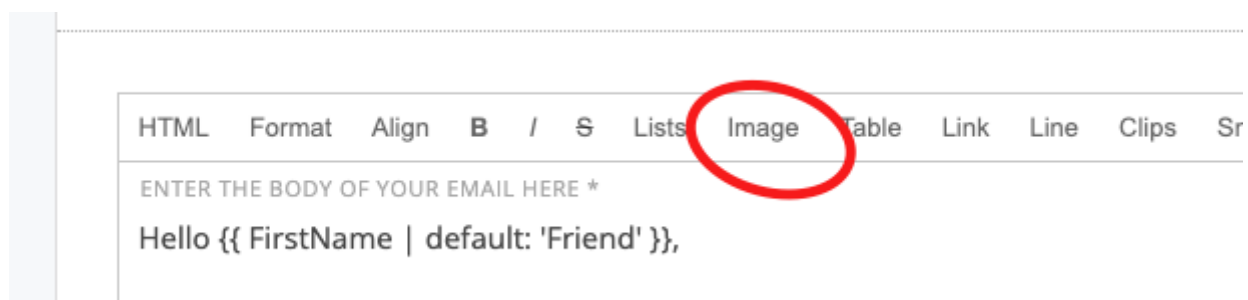 HTML Format Align B I S Lists Image Table Link Line Clips
ENTER THE BODY OF YOUR EMAIL HERE *
Hello {{ FirstName | default: 'Friend' }},